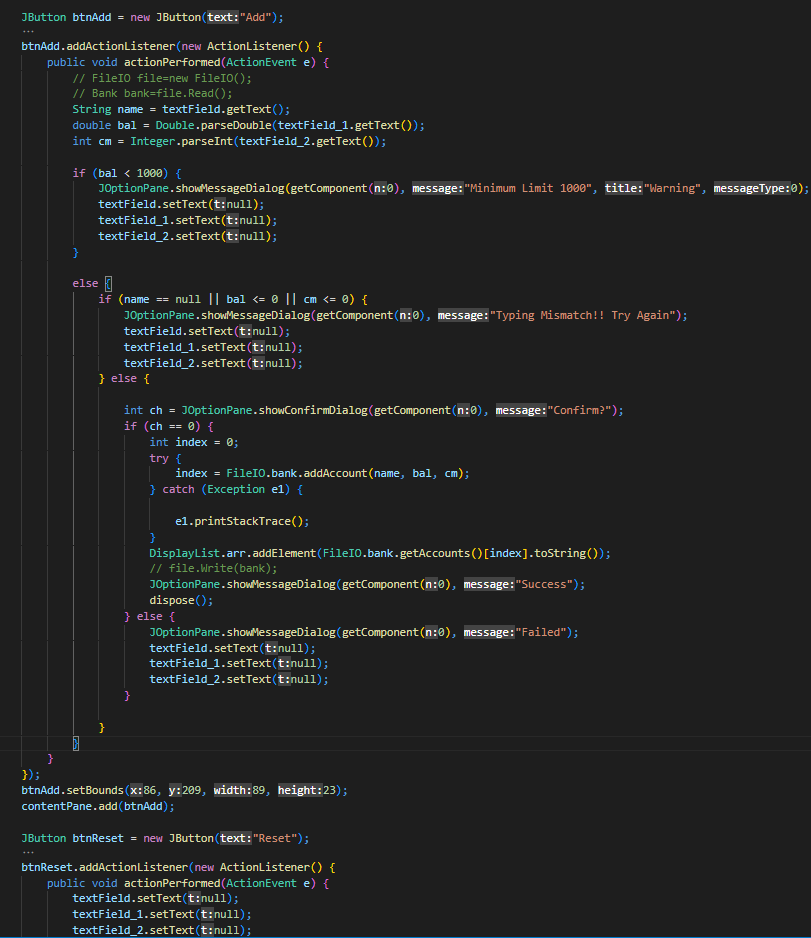 JButton btnAdd = new JButton(text:"Add");
...
btnAdd.addActionListener(new ActionListener() {
    public void actionPerformed(ActionEvent e) {
        // FileIO file=new FileIO();
        // Bank bank=file.Read();
        String name = textField.getText();
        double bal = Double.parseDouble(textField_1.getText());
        int cm = Integer.parseInt(textField_2.getText());

        if (bal < 1000) {
            JOptionPane.showMessageDialog(getComponent(n:0), message:"Minimum Limit 1000", title:"Warning", messageType:0);
            textField.setText(t:null);
            textField_1.setText(t:null);
            textField_2.setText(t:null);
        }

        else {
            if (name == null || bal <= 0 || cm <= 0) {
                JOptionPane.showMessageDialog(getComponent(n:0), message:"Typing Mismatch!! Try Again");
                textField.setText(t:null);
                textField_1.setText(t:null);
                textField_2.setText(t:null);
            } else {

                int ch = JOptionPane.showConfirmDialog(getComponent(n:0), message:"Confirm?");
                if (ch == 0) {
                    int index = 0;
                    try {
                        index = FileIO.bank.addAccount(name, bal, cm);
                    } catch (Exception e1) {

                        e1.printStackTrace();
                    }
                    DisplayList.arr.addElement(FileIO.bank.getAccounts()[index].toString());
                    // file.Write(bank);
                    JOptionPane.showMessageDialog(getComponent(n:0), message:"Success");
                    dispose();
                } else {
                    JOptionPane.showMessageDialog(getComponent(n:0), message:"Failed");
                    textField.setText(t:null);
                    textField_1.setText(t:null);
                    textField_2.setText(t:null);
                }

            }
        }
    }
});
btnAdd.setBounds(x:86, y:209, width:89, height:23);
contentPane.add(btnAdd);

JButton btnReset = new JButton(text:"Reset");
...
btnReset.addActionListener(new ActionListener() {
    public void actionPerformed(ActionEvent e) {
        textField.setText(t:null);
        textField_1.setText(t:null);
        textField_2.setText(t:null);